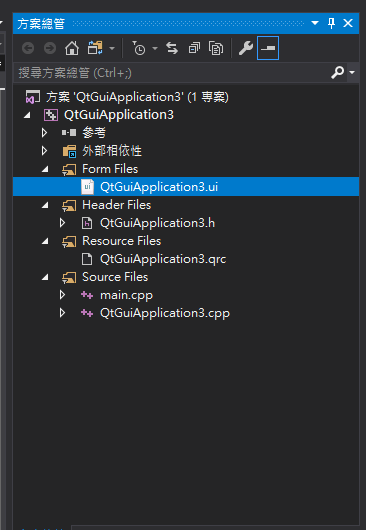 方案總管
搜尋方案總管 (Ctrl+;)
方案 'QtGuiApplication3' (1 專案)
QtGuiApplication3
參考
外部相依性
Form Files
QtGuiApplication3.ui
Header Files
QtGuiApplication3.h
Resource Files
QtGuiApplication3.qrc
Source Files
main.cpp
QtGuiApplication3.cpp